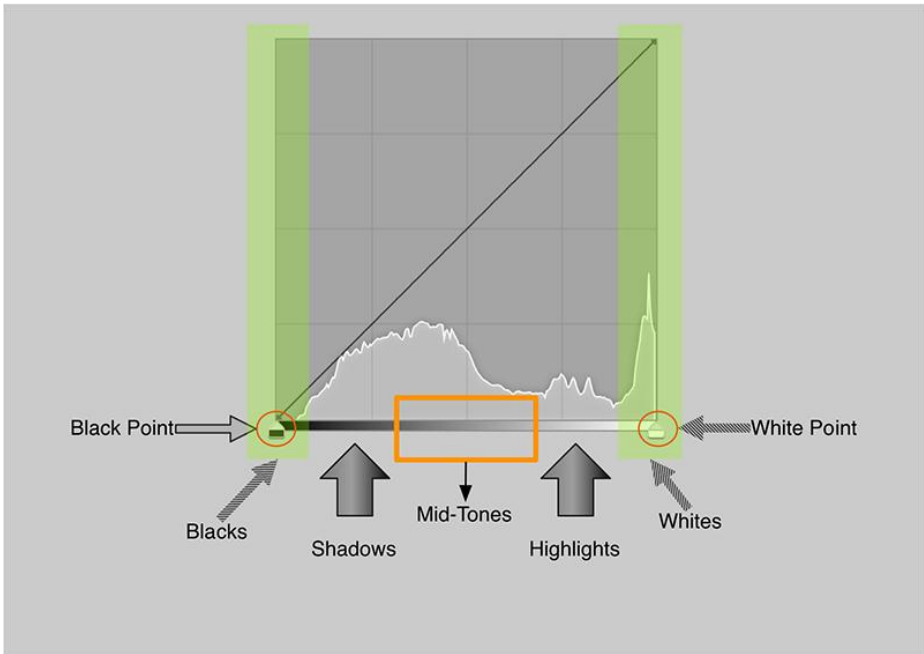 Black Point
White Point
Blacks
Mid-Tones
Whites
Shadows
Highlights